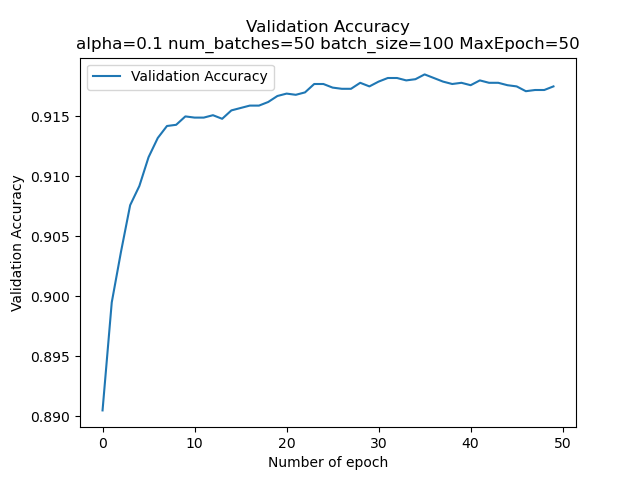 Validation Accuracy
alpha=0.1 num_batches=50 batch_size=100 MaxEpoch=50
Validation Accuracy
0.915
0.910
0.905
0.900
0.895
0.890
Validation Accuracy
0 10 20 30 40 50
Number of epoch